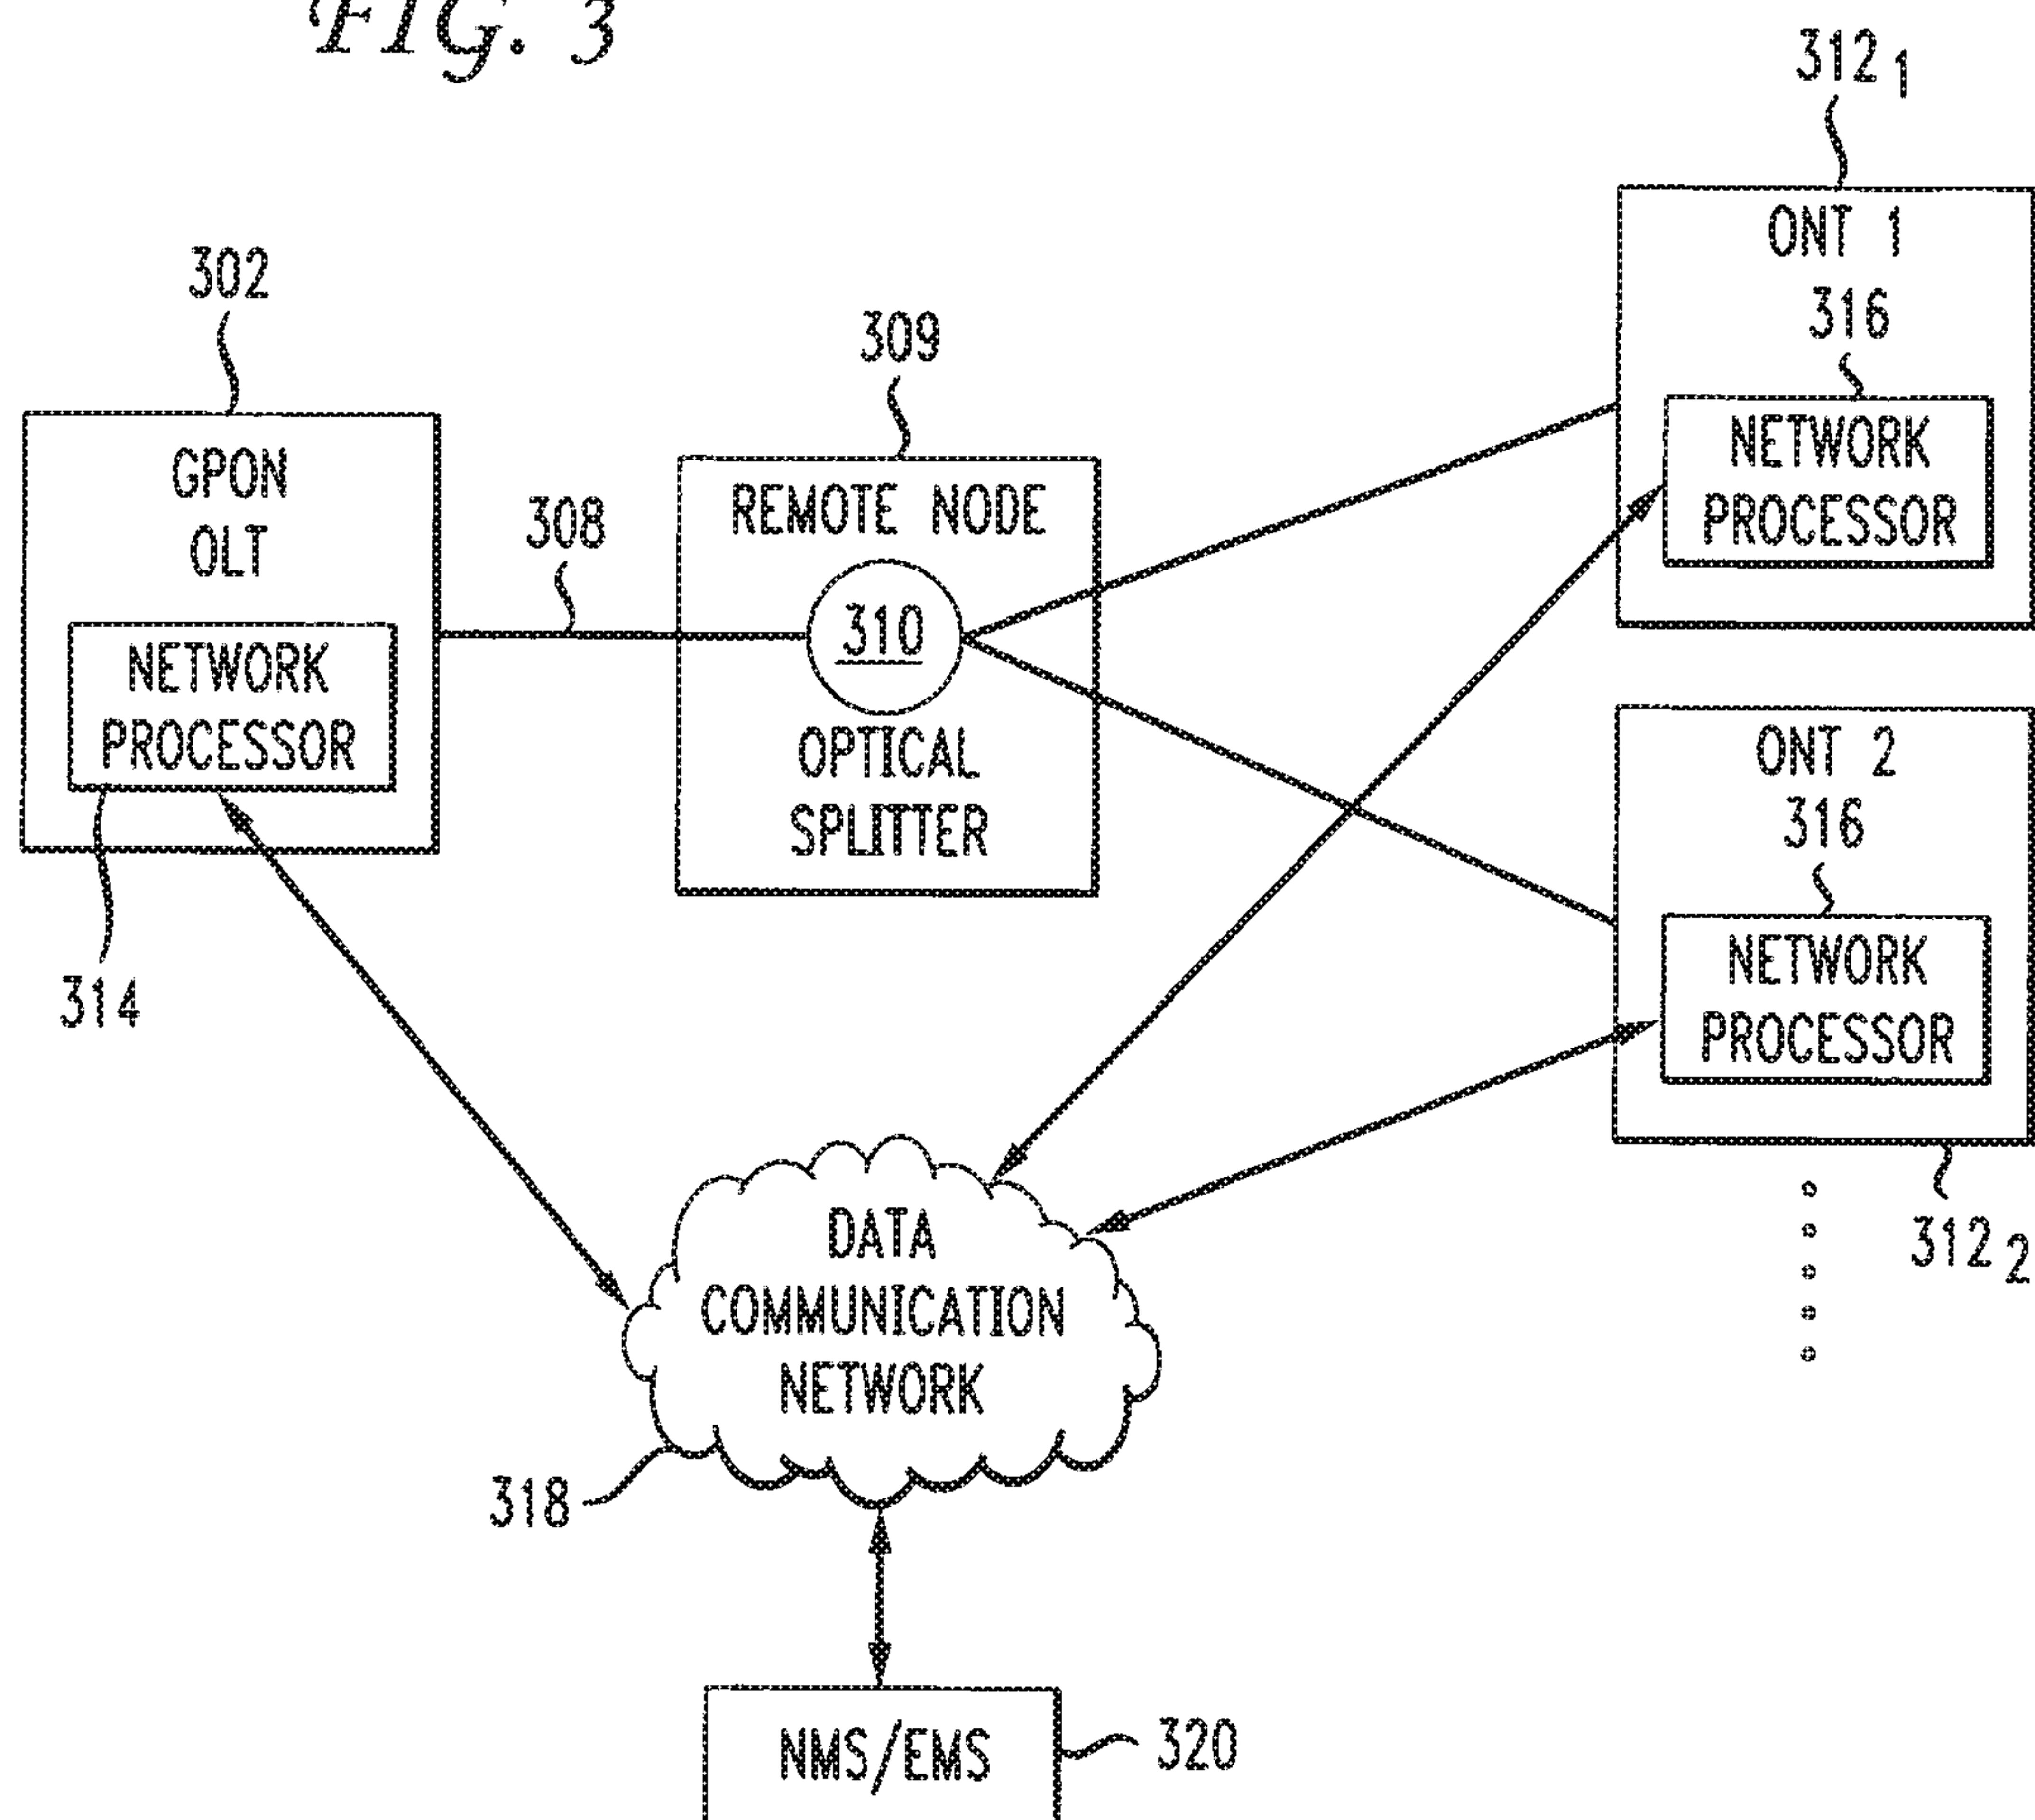 FIG. 3
312 1
ONT 1
316
NETWORK
PROCESSOR
302
GPON
OLT
NETWORK
PROCESSOR
314
308
309
REMOTE NODE
310
OPTICAL
SPLITTER
ONT 2
316
NETWORK
PROCESSOR
312 2
DATA
COMMUNICATION
NETWORK
318
NMS/EMS
320